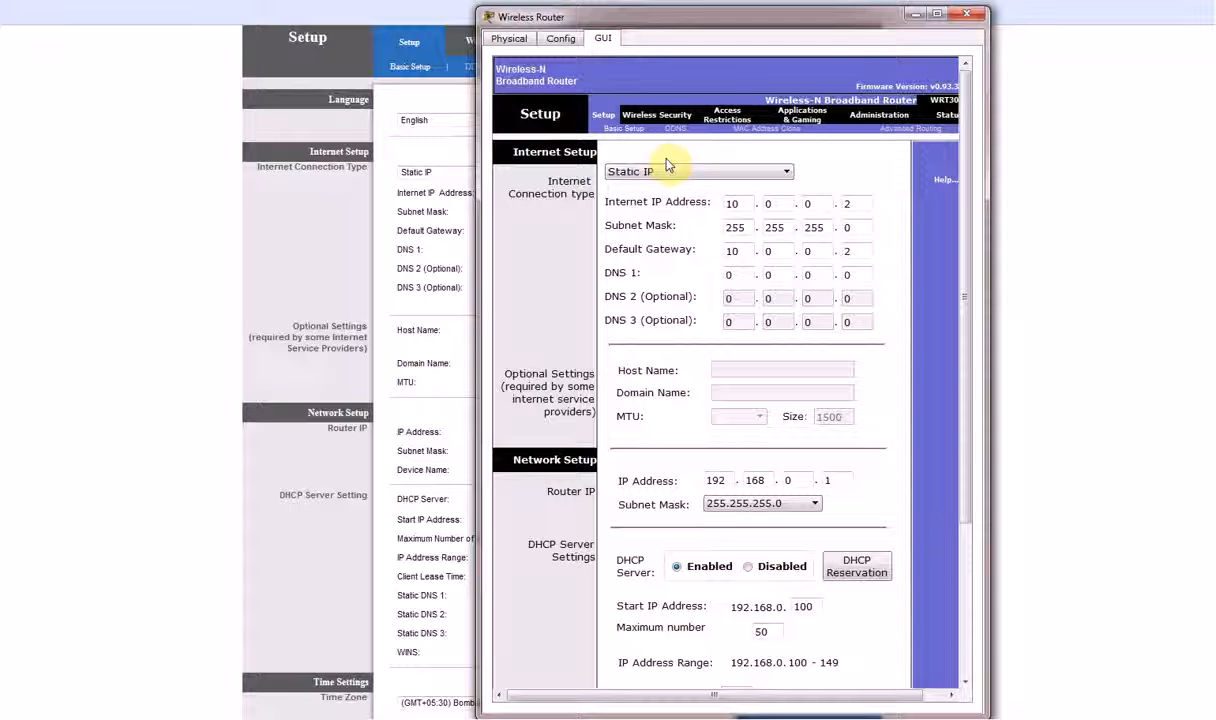 Setup
Setup
W
Basic Setup | DD
Language
English
Internet Setup
Internet Connection Type
Static IP
Internet IP Address:
Subnet Mask:
Default Gateway:
DNS 1:
DNS 2 (Optional):
DNS 3 (Optional):
Optional Settings
(required by some Internet
Service Providers)
Host Name:
Domain Name:
MTU:
Network Setup
Router IP
IP Address:
Subnet Mask:
Device Name:
DHCP Server Setting
DHCP Server:
Start IP Address:
Maximum Number of
IP Address Range:
Client Lease Time:
Static DNS 1:
Static DNS 2:
Static DNS 3:
WINS:
Time Settings
Time Zone
(GMT+05:30) Bomb
Wireless Router
Physical Config GUI
Wireless-N
Broadband Router
Firmware Version: v0.93.3
Wireless-N Broadband Router WRT30
Setup
Setup Wireless Security Access Restrictions Applications & Gaming Administration Statu
Basic Setup DDNS MAC Address Clone Advanced Routing
Internet Setup
Internet
Connection type
Static IP
Help...
Internet IP Address: 10 . 0 . 0 . 2
Subnet Mask: 255 . 255 . 255 . 0
Default Gateway: 10 . 0 . 0 . 2
DNS 1: 0 . 0 . 0 . 0
DNS 2 (Optional): 0 . 0 . 0 . 0
DNS 3 (Optional): 0 . 0 . 0 . 0
Optional Settings
(required by some
internet service
providers)
Host Name:
Domain Name:
MTU: Size: 1500
Network Setup
Router IP
IP Address: 192 . 168 . 0 . 1
Subnet Mask: 255.255.255.0
DHCP Server
Settings
DHCP
Server:
Enabled Disabled
DHCP
Reservation
Start IP Address: 192.168.0. 100
Maximum number 50
IP Address Range: 192.168.0. 100 - 149